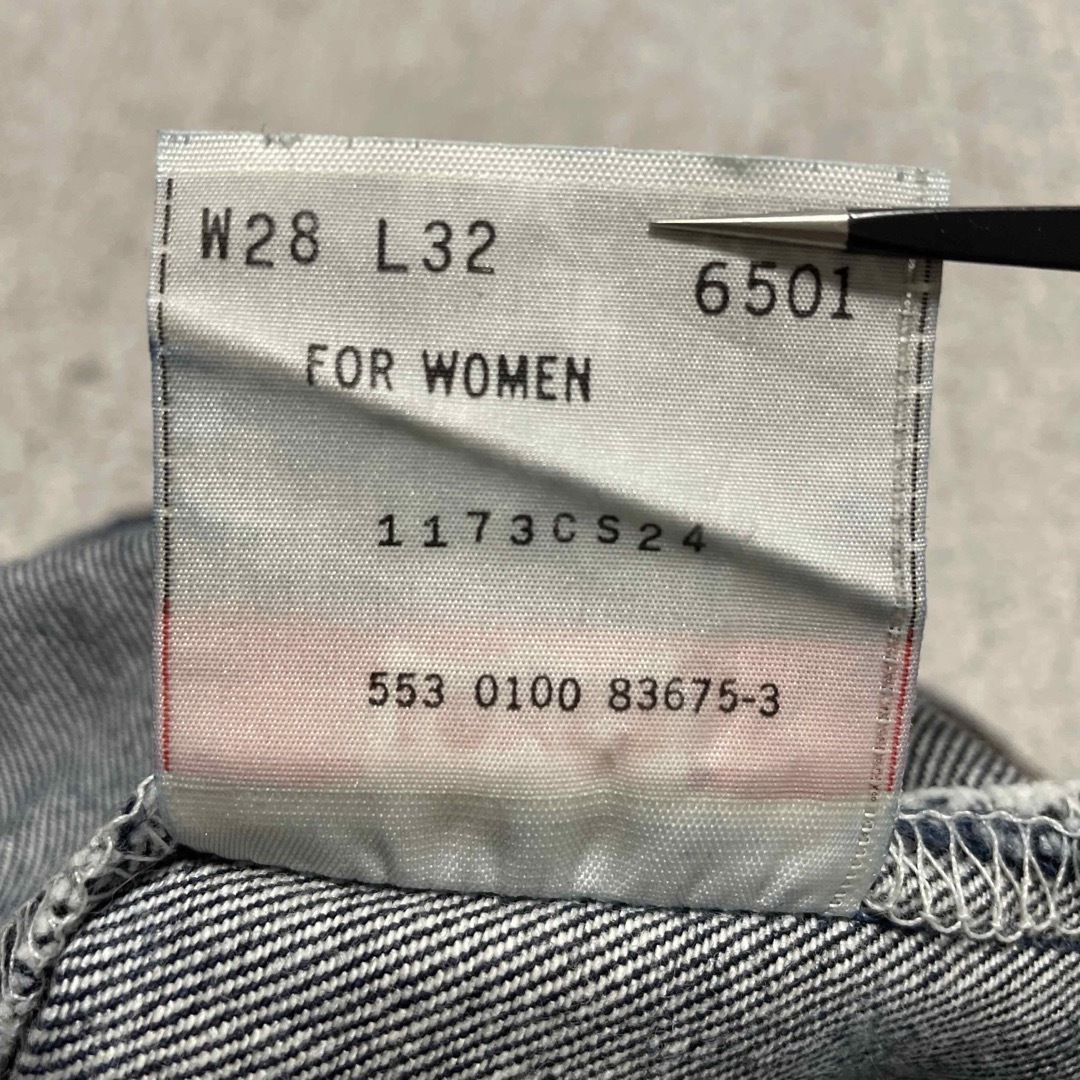 W28 L32
6501
FOR WOMEN
1173CS24
553 0100 83675-3